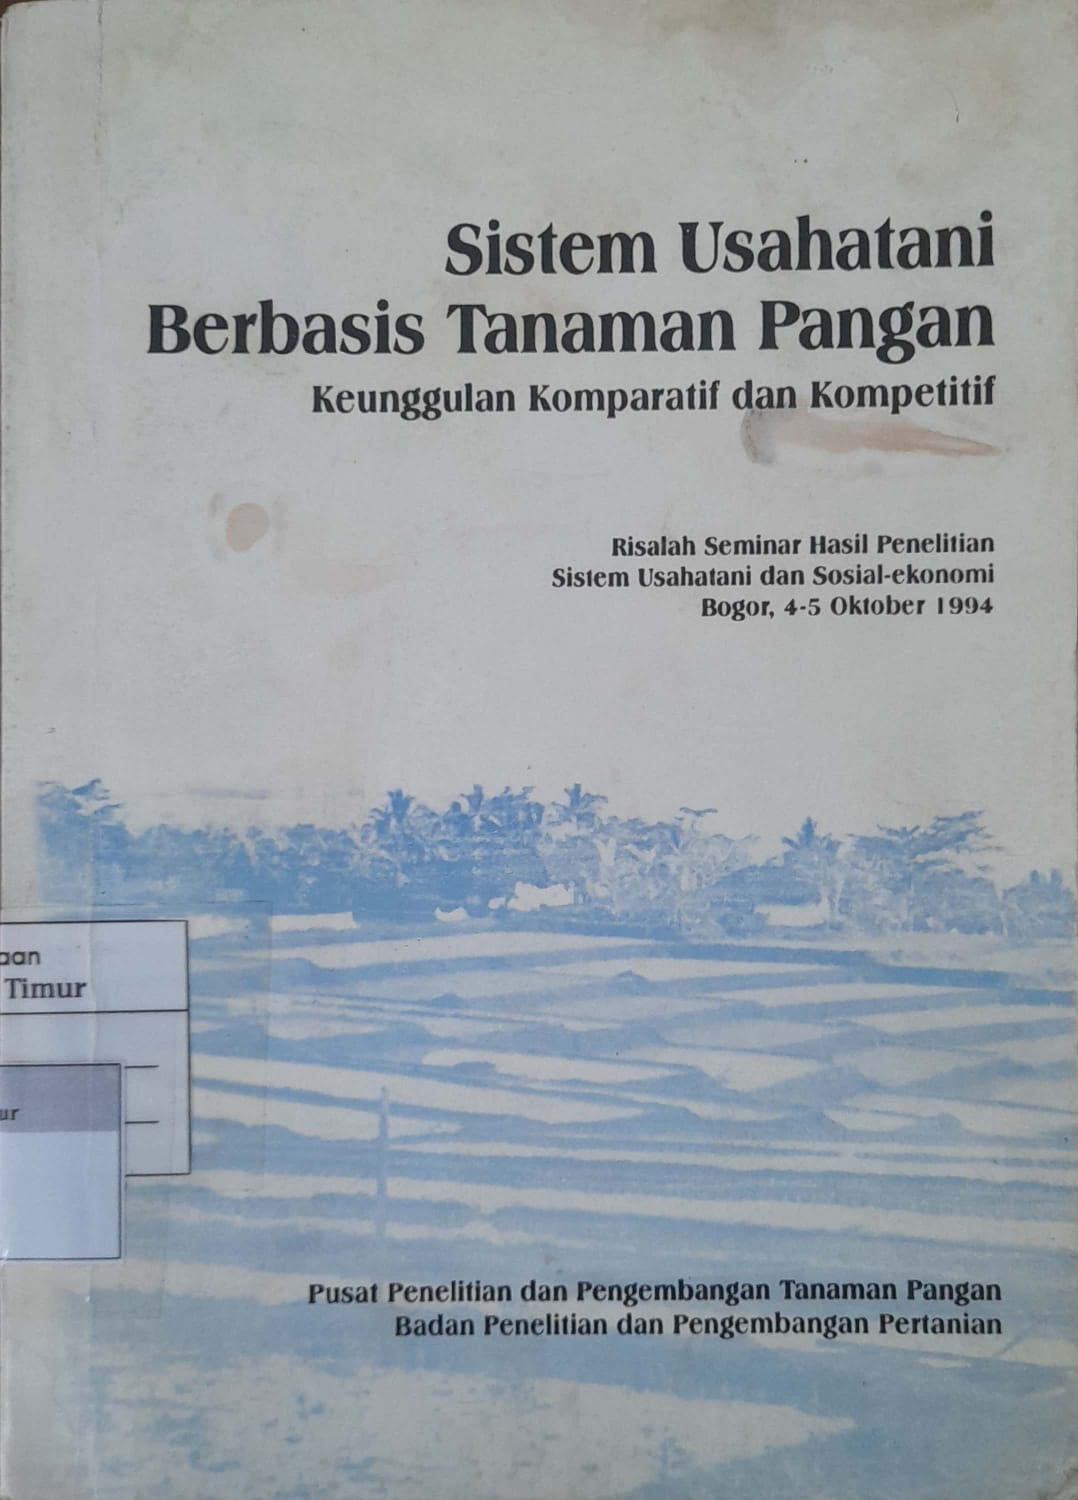 Sistem Usahatani
Berbasis Tanaman Pangan
Keunggulan Komparatif dan Kompetitif
Risalah Seminar Hasil Penelitian
Sistem Usahatani dan Sosial-ekonomi
Bogor, 4-5 Oktober 1994
aan
Timur
ur
Pusat Penelitian dan Pengembangan Tanaman Pangan
Badan Penelitian dan Pengembangan Pertanian